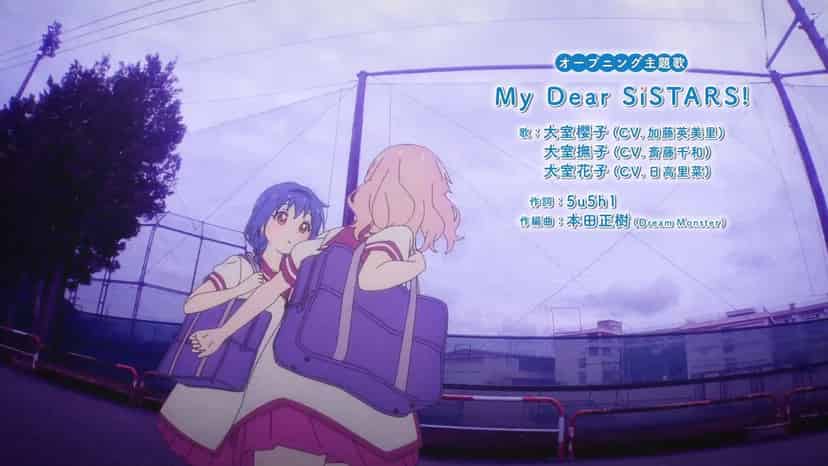 オープニング主題歌
My Dear SiSTARS!
歌：大室櫻子（CV.加藤英美里）
大室撫子（CV.斎藤千和）
大室花子（CV.日高里菜）
作詞：5u5h1
作編曲：本田正樹（Dream Monster）